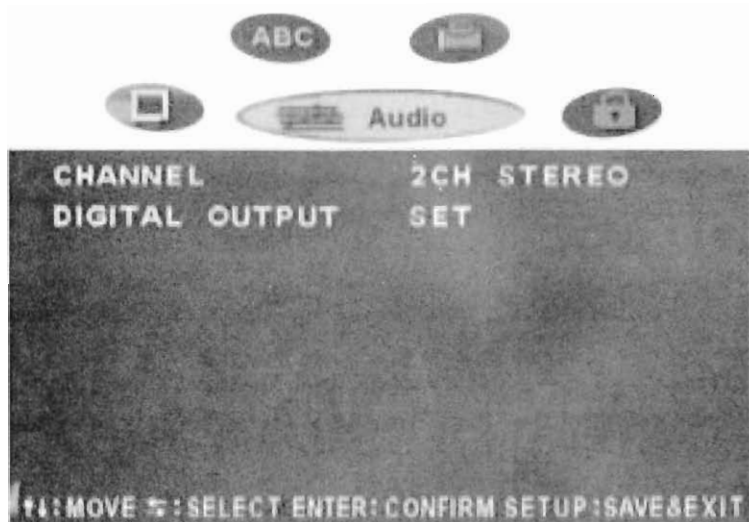 ABC
Audio
CHANNEL 2CH STEREO
DIGITAL OUTPUT SET
↑↓:MOVE ⇆:SELECT ENTER:CONFIRM SETUP:SAVE&EXIT